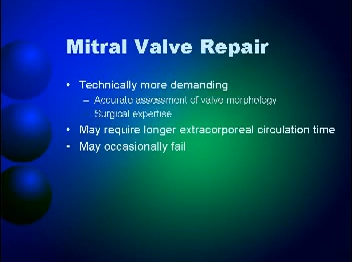 Mitral Valve Repair
• Technically more demanding
– Accurate assessment of valve morphology
Surgical expertise
• May require longer extracorporeal circulation time
• May occasionally fail